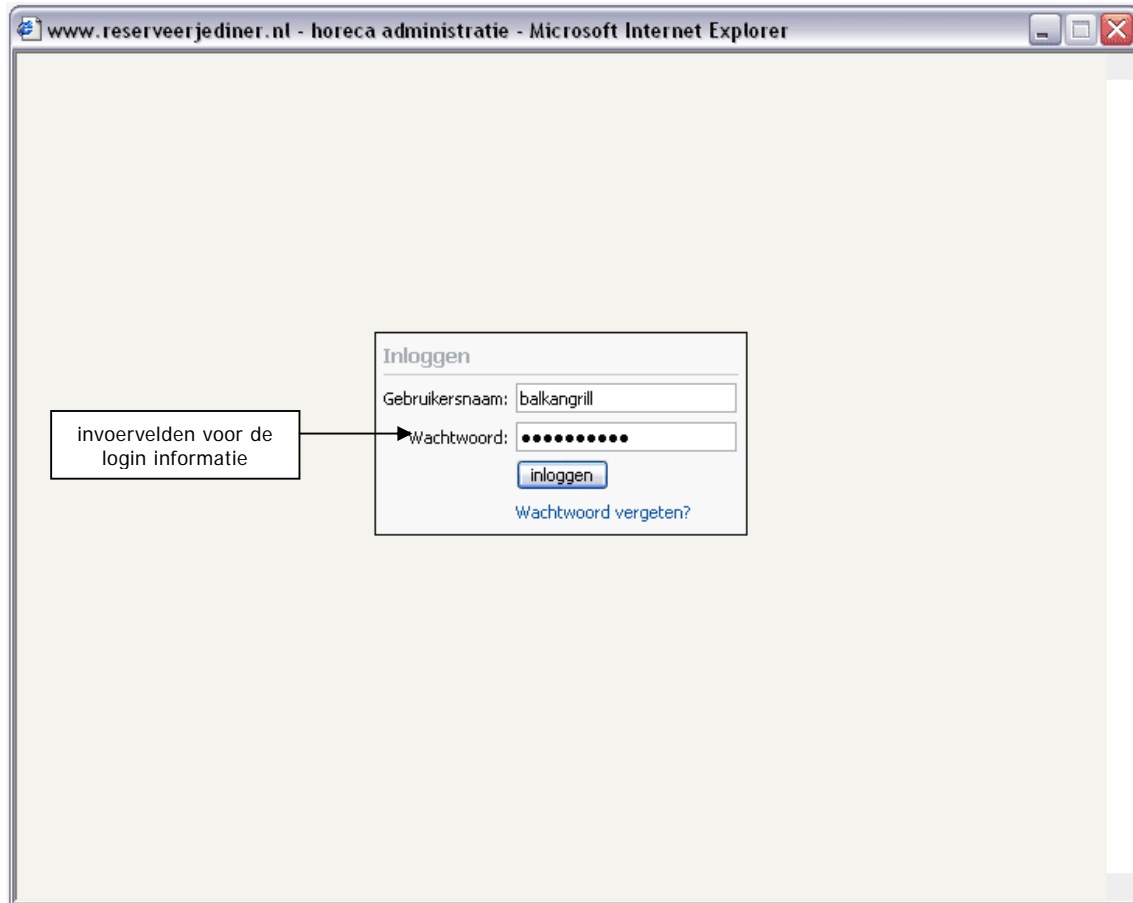 www.reserveerjediner.nl - horeca administratie - Microsoft Internet Explorer
Inloggen
Gebruikersnaam: balkangrill
invoervelden voor de
login informatie
Wachtwoord: ●●●●●●●●●●
inloggen
Wachtwoord vergeten?